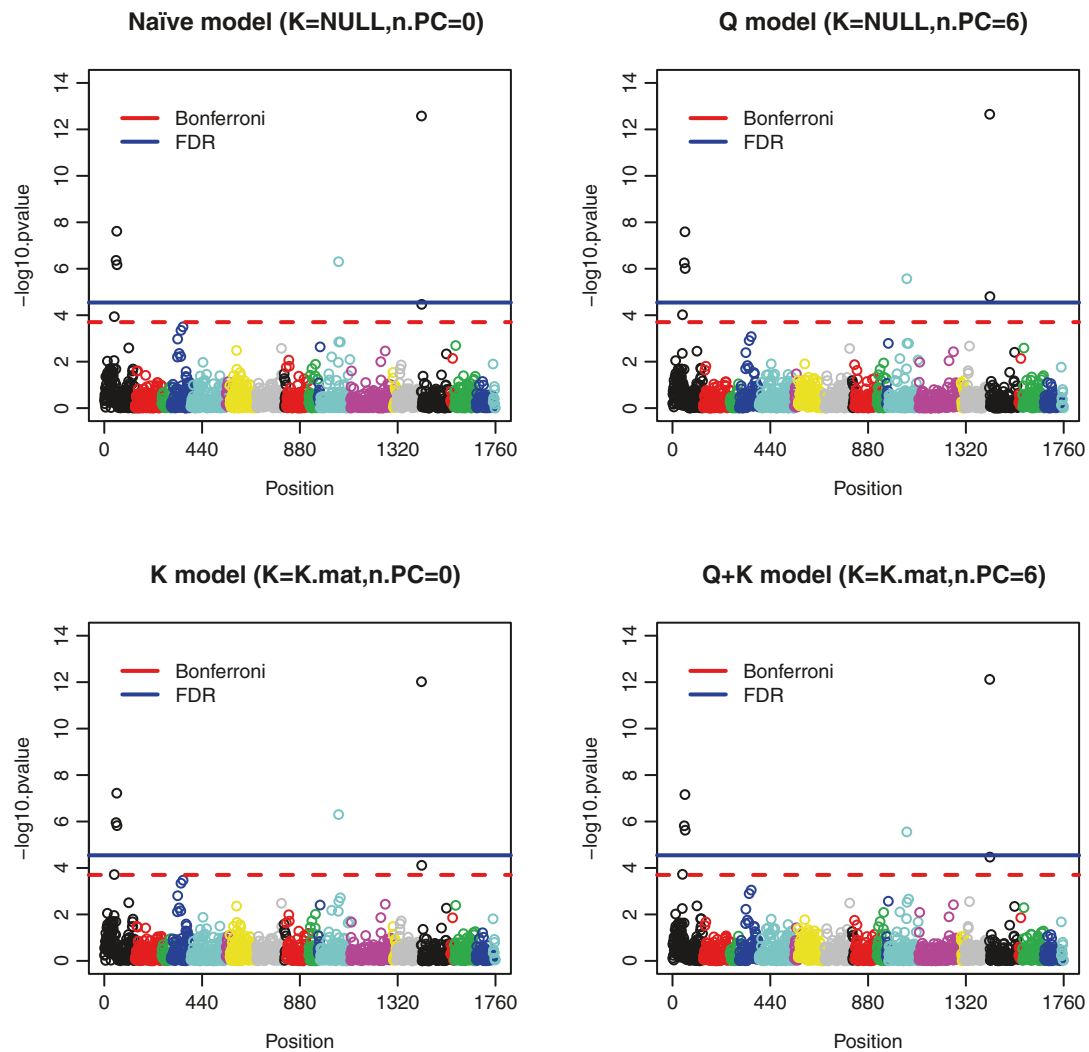 Naïve model (K=NULL,n.PC=0)
14
12
10
8
6
4
2
0
−log10.pvalue
Bonferroni
FDR
0 440 880 1320 1760
Position
Q model (K=NULL,n.PC=6)
14
12
10
8
6
4
2
0
−log10.pvalue
Bonferroni
FDR
0 440 880 1320 1760
Position
K model (K=K.mat,n.PC=0)
14
12
10
8
6
4
2
0
−log10.pvalue
Bonferroni
FDR
0 440 880 1320 1760
Position
Q+K model (K=K.mat,n.PC=6)
14
12
10
8
6
4
2
0
−log10.pvalue
Bonferroni
FDR
0 440 880 1320 1760
Position